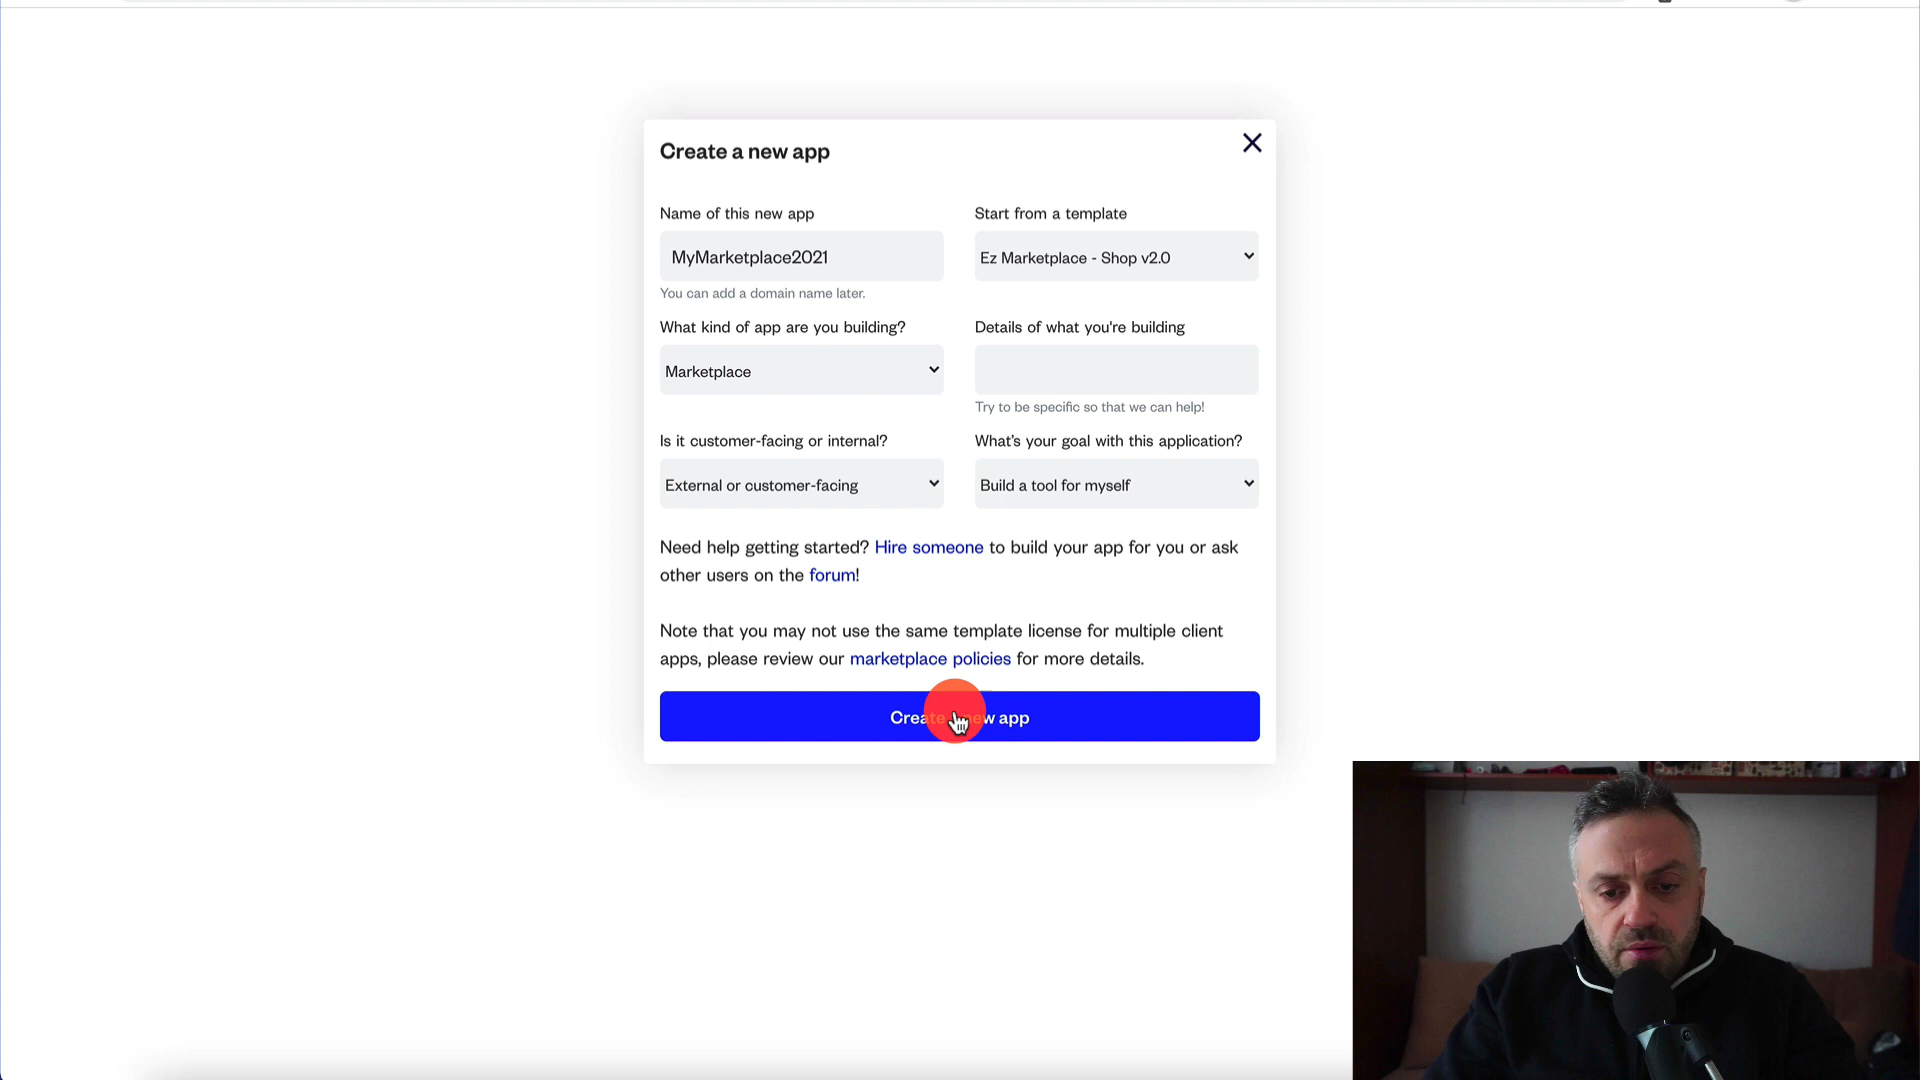 Create a new app
Name of this new app
MyMarketplace2021
You can add a domain name later.
Start from a template
Ez Marketplace - Shop v2.0
What kind of app are you building?
Marketplace
Details of what you're building
Try to be specific so that we can help!
Is it customer-facing or internal?
External or customer-facing
What's your goal with this application?
Build a tool for myself
Need help getting started? Hire someone to build your app for you or ask
other users on the forum!
Note that you may not use the same template license for multiple client
apps, please review our marketplace policies for more details.
Create a new app